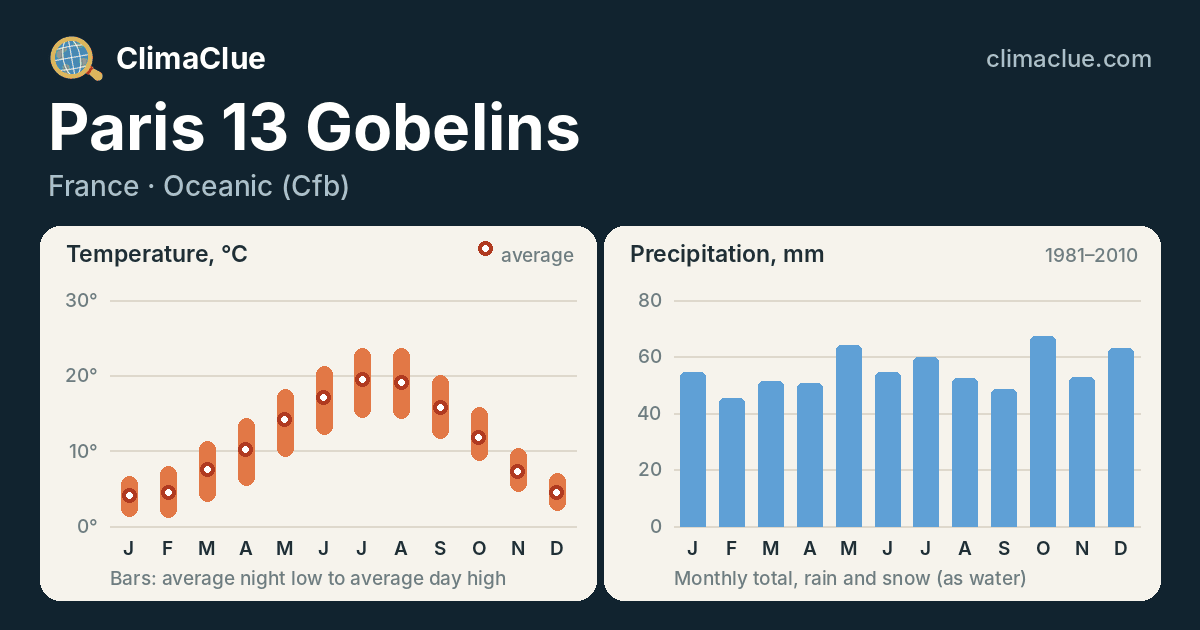 ClimaClue
climaclue.com
Paris 13 Gobelins
France · Oceanic (Cfb)
Temperature, °C
average
30°
20°
10°
0°
J F M A M J J A S O N D
Bars: average night low to average day high
Precipitation, mm
1981–2010
80
60
40
20
0
J F M A M J J A S O N D
Monthly total, rain and snow (as water)